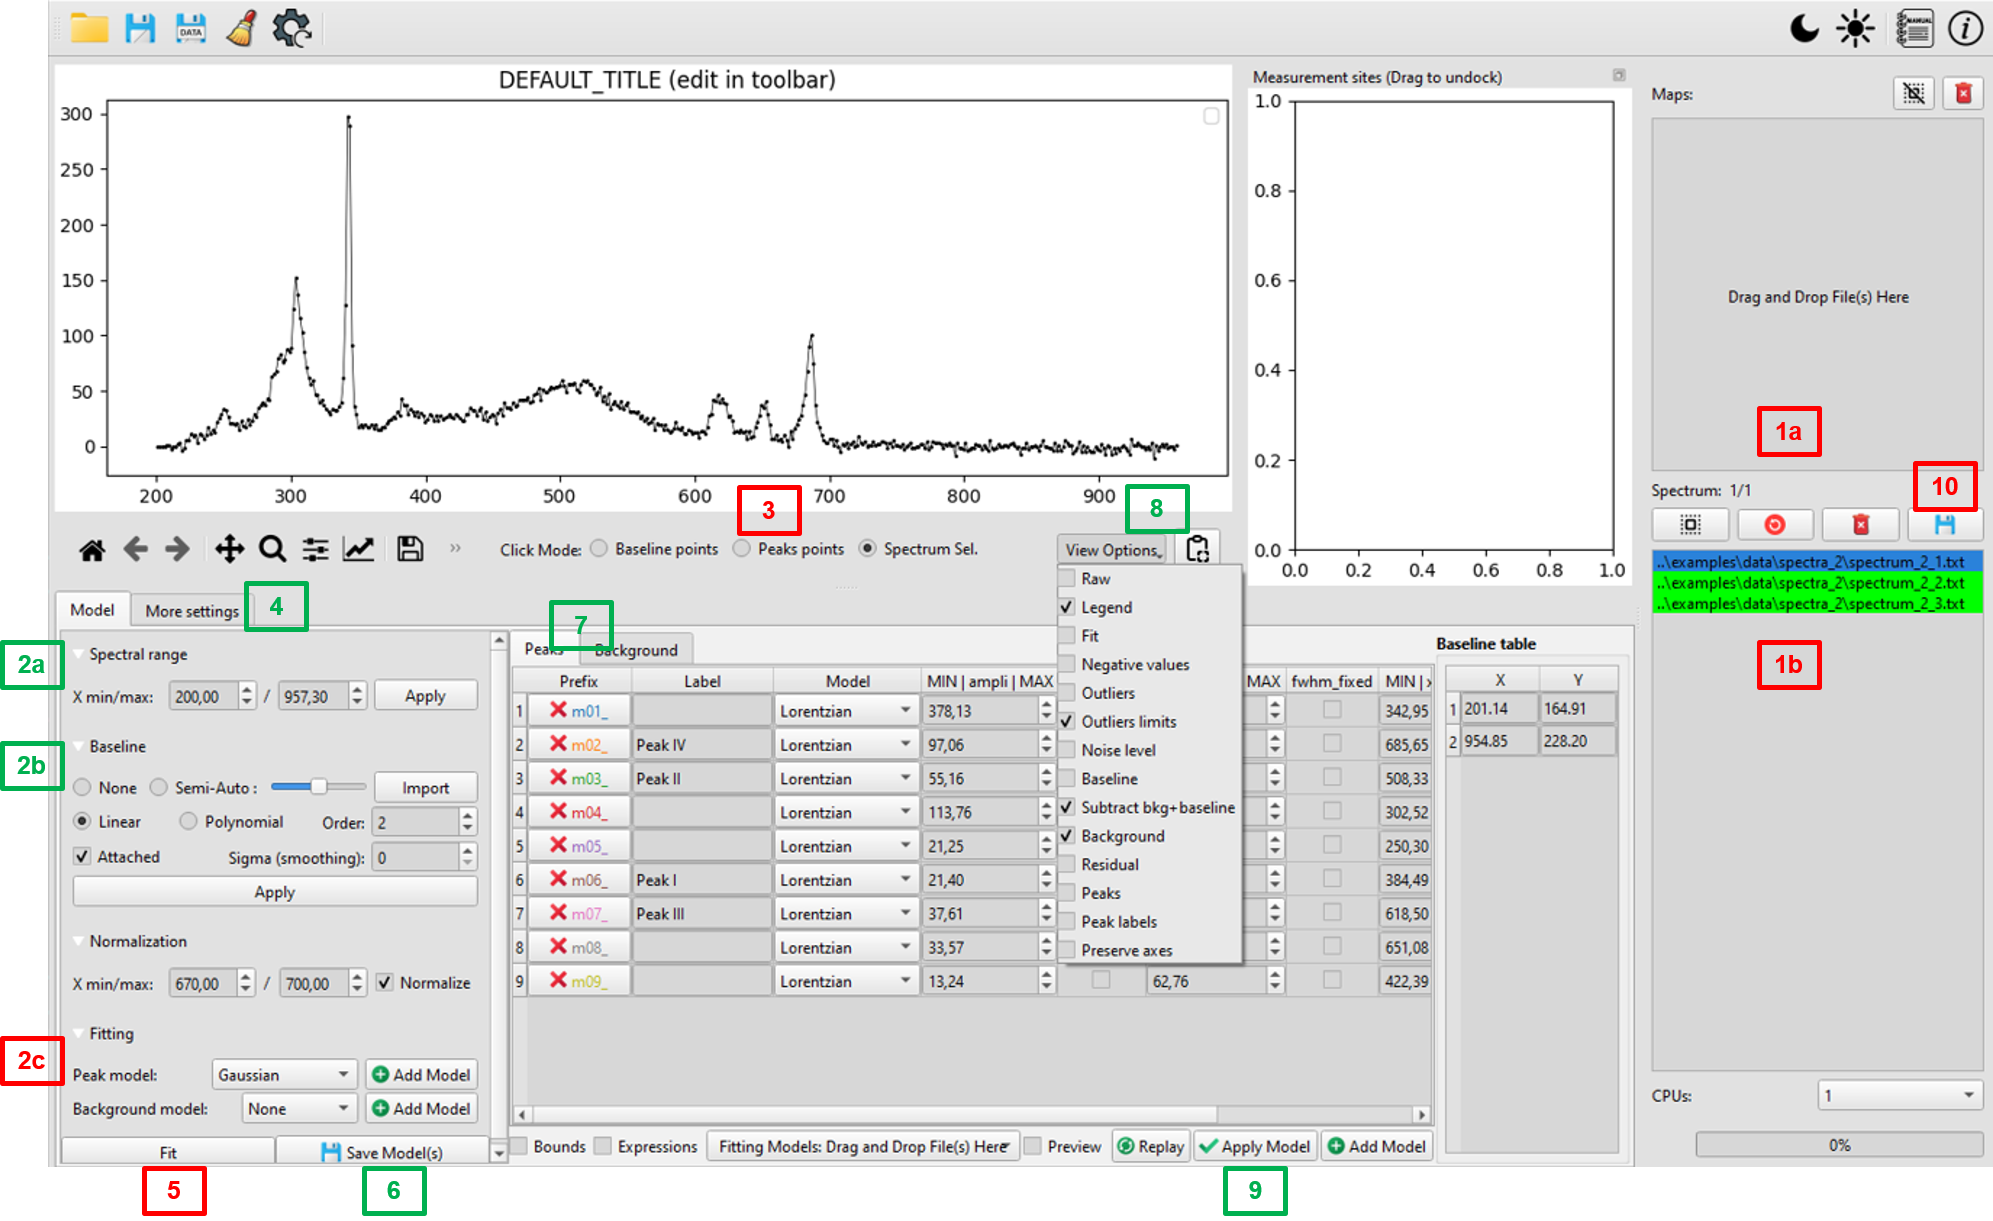 DATA
MANUAL
i
DEFAULT_TITLE (edit in toolbar)
300
250
200
150
100
50
0
200 300 400 500 600 700 800 900
Measurement sites (Drag to undock)
1.0
0.8
0.6
0.4
0.2
0.0
0.0 0.2 0.4 0.6 0.8 1.0
Maps:
Drag and Drop File(s) Here
1a
Spectrum: 1/1
10
..\examples\data\spectra_2\spectrum_2_1.txt
..\examples\data\spectra_2\spectrum_2_2.txt
..\examples\data\spectra_2\spectrum_2_3.txt
1b
CPUs: 1
0%
3
8
Click Mode: Baseline points Peaks points Spectrum Sel.
View Options
Raw
Legend
Fit
Negative values
Outliers
Outliers limits
Noise level
Baseline
Subtract bkg+baseline
Background
Residual
Peaks
Peak labels
Preserve axes
Model More settings
4
2a
Spectral range
X min/max: 200,00 / 957,30 Apply
2b
Baseline
None Semi-Auto : Import
Linear Polynomial Order: 2
Attached Sigma (smoothing): 0
Apply
Normalization
X min/max: 670,00 / 700,00 Normalize
Fitting
2c
Peak model: Gaussian Add Model
Background model: None Add Model
Fit Save Model(s)
5
6
7
Peaks Background
Prefix Label Model MIN | ampli | MAX MAX fwhm_fixed MIN |
1 m01_ Lorentzian 378,13 342,95
2 m02_ Peak IV Lorentzian 97,06 685,65
3 m03_ Peak II Lorentzian 55,16 508,33
4 m04_ Lorentzian 113,76 302,52
5 m05_ Lorentzian 21,25 250,30
6 m06_ Peak I Lorentzian 21,40 384,49
7 m07_ Peak III Lorentzian 37,61 618,50
8 m08_ Lorentzian 33,57 651,08
9 m09_ Lorentzian 13,24 62,76 422,39
Bounds Expressions Fitting Models: Drag and Drop File(s) Here Preview Replay Apply Model Add Model
9
Baseline table
X Y
1 201.14 164.91
2 954.85 228.20